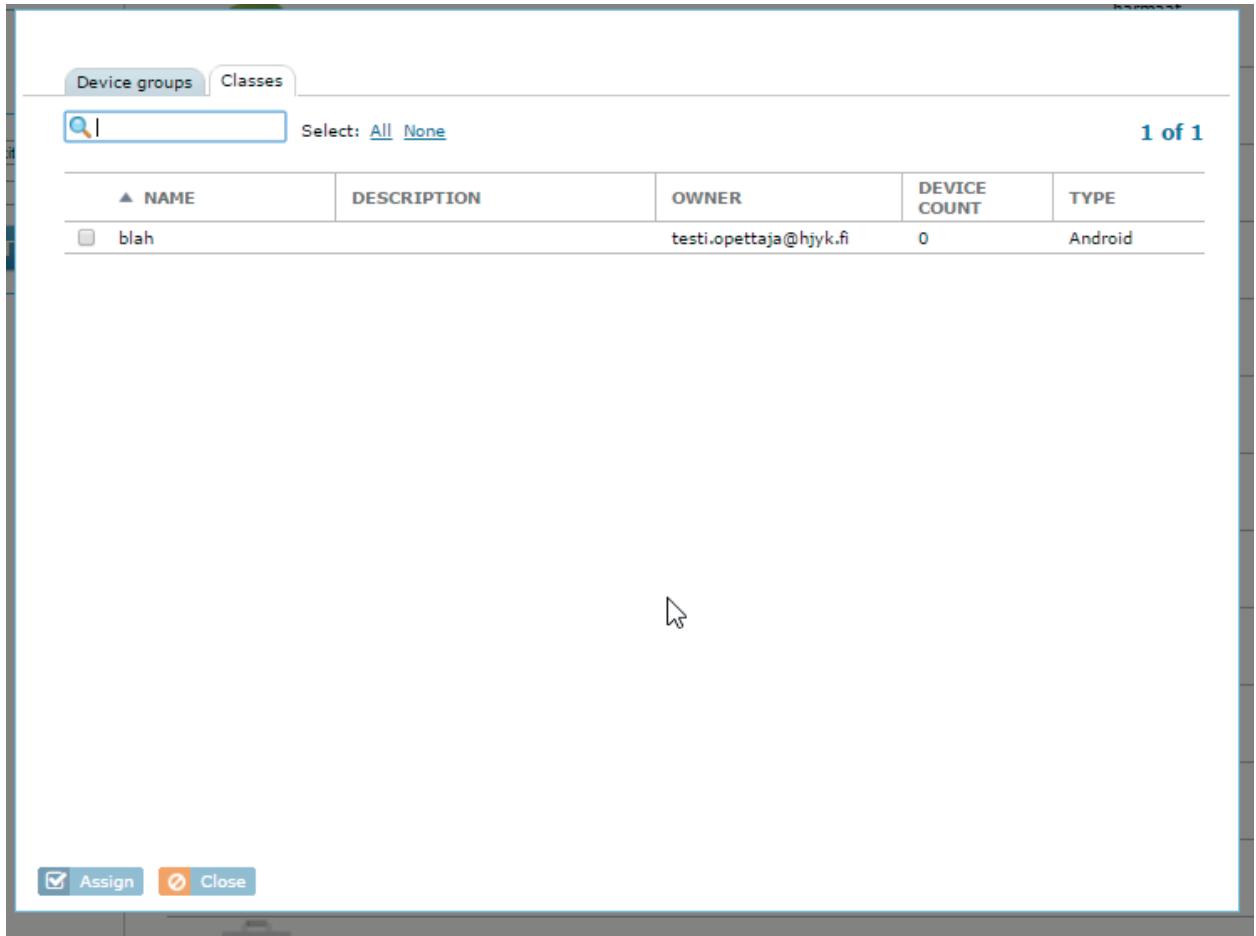 Device groups Classes
Select: All None 1 of 1
▲ NAME DESCRIPTION OWNER DEVICE COUNT TYPE
blah testi.opettaja@hjyk.fi 0 Android
Assign Close